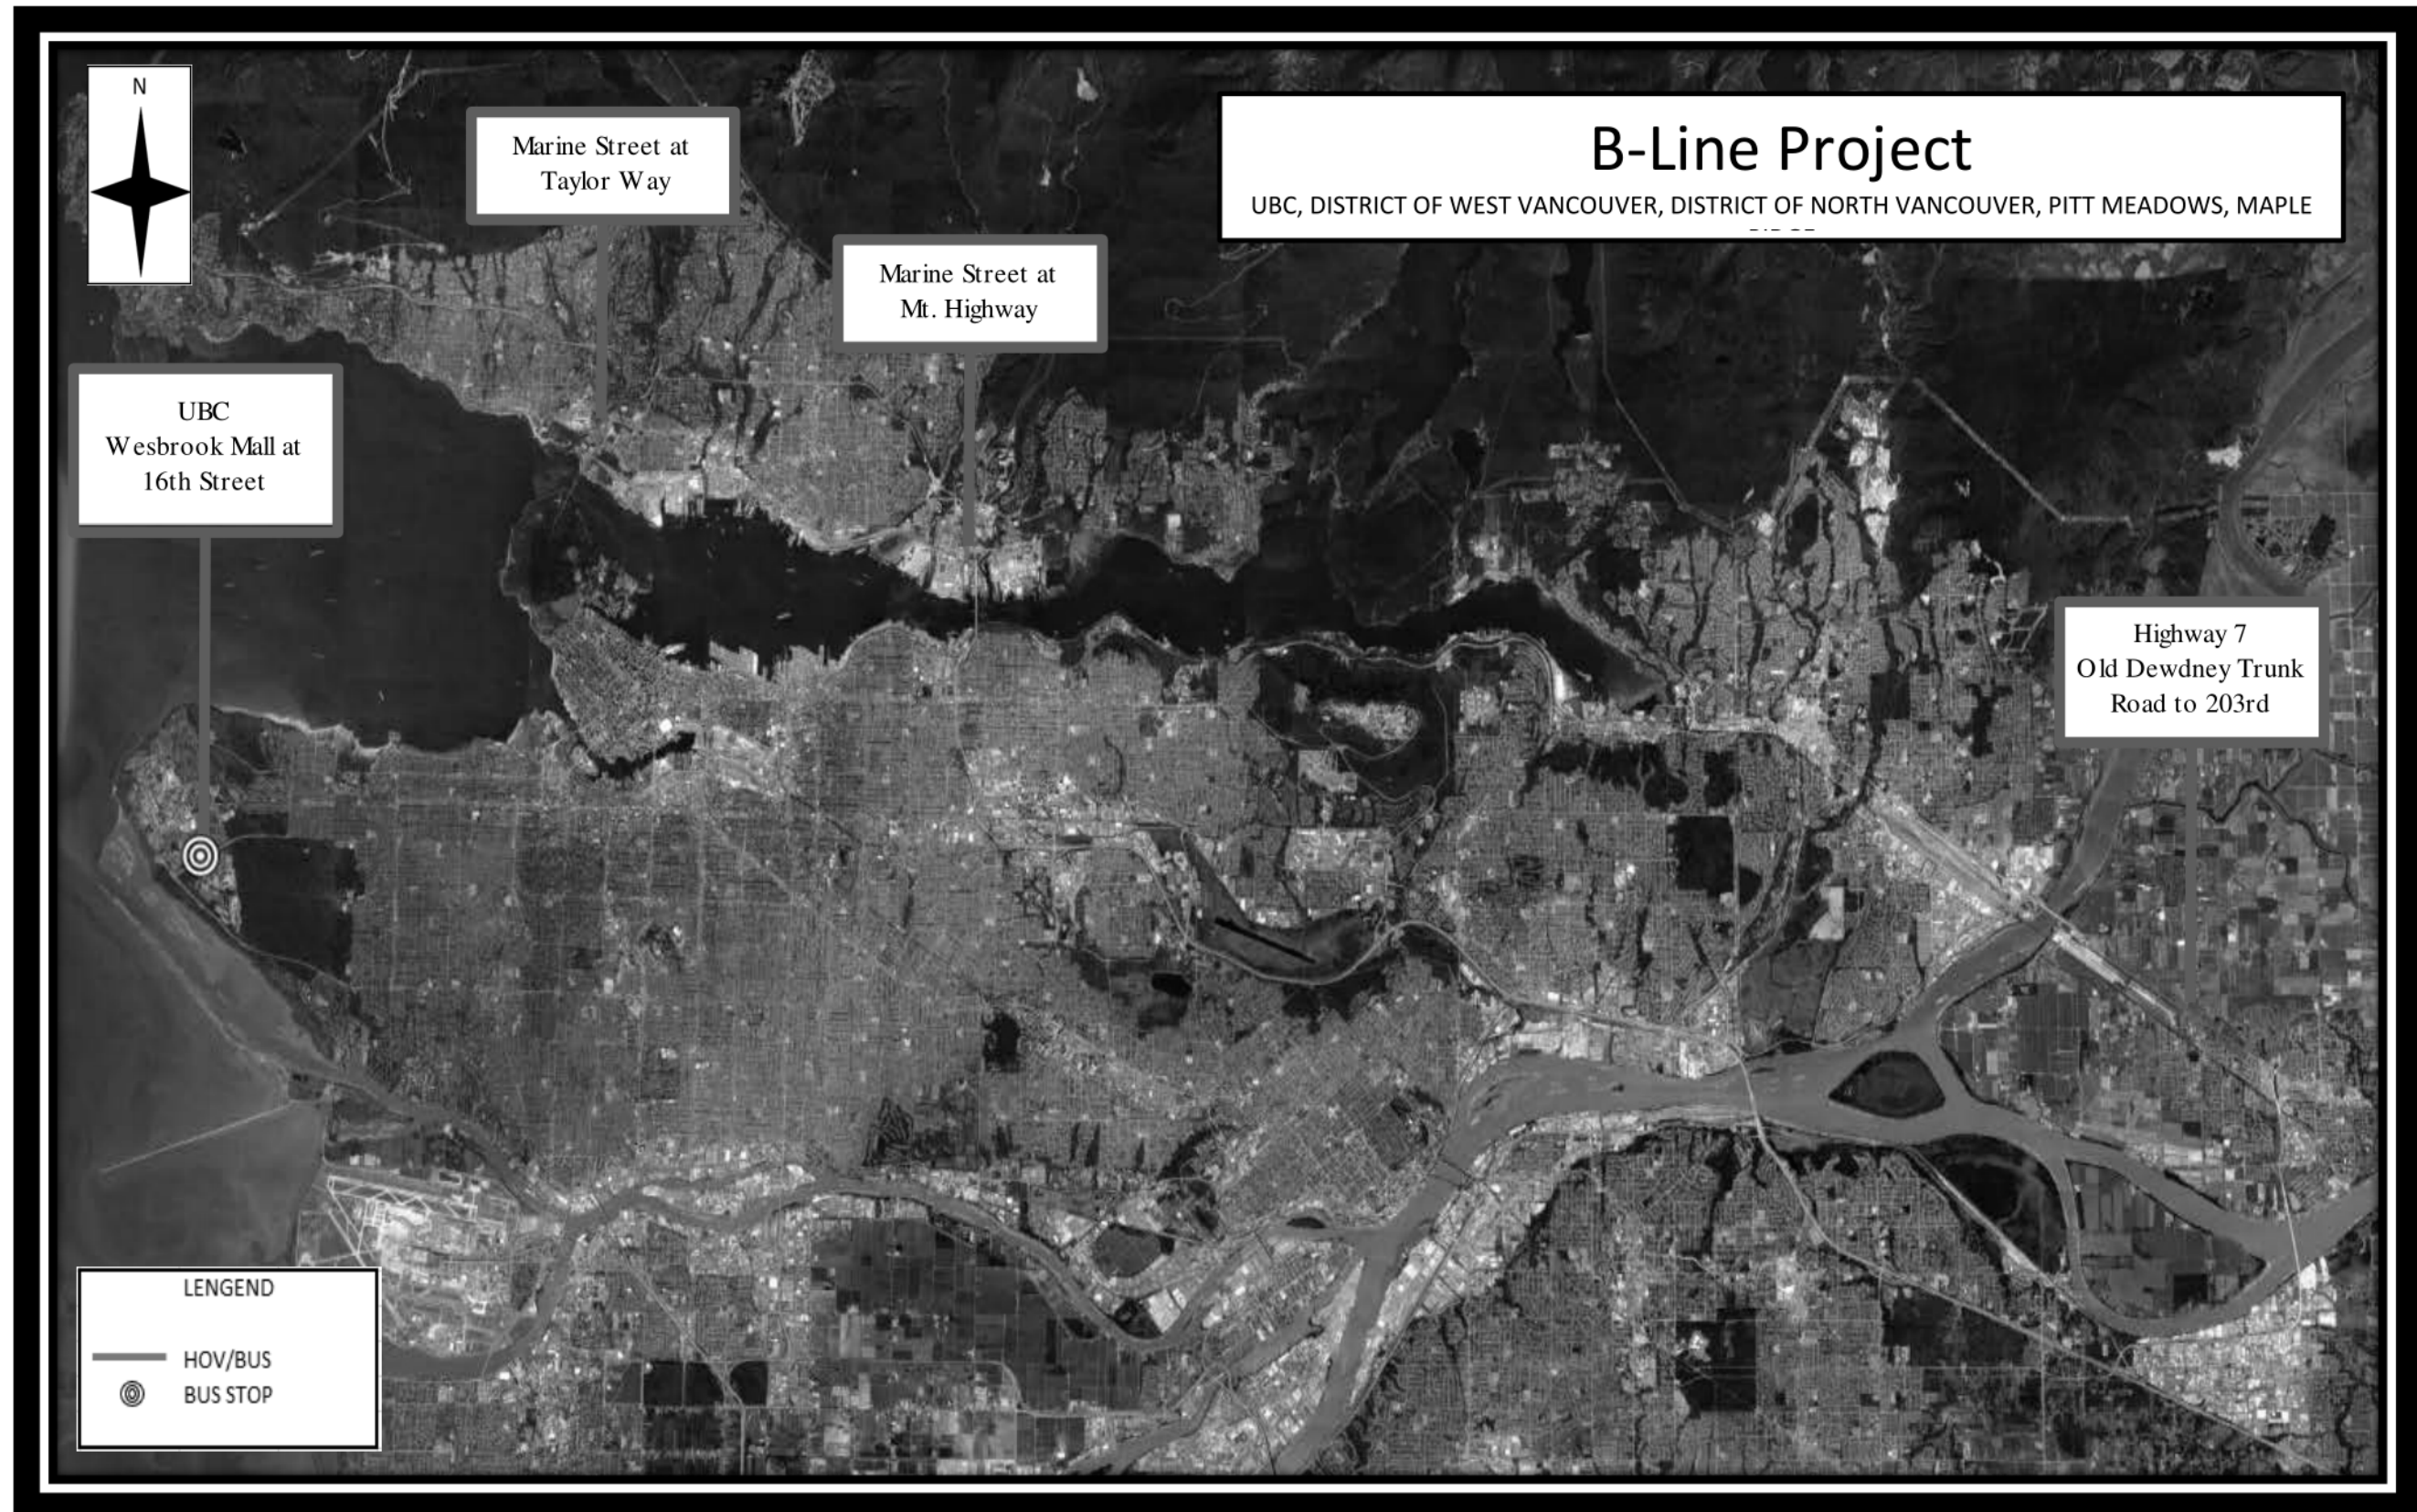 N
B-Line Project
UBC, DISTRICT OF WEST VANCOUVER, DISTRICT OF NORTH VANCOUVER, PITT MEADOWS, MAPLE
Marine Street at
Taylor Way
Marine Street at
Mt. Highway
UBC
Wesbrook Mall at
16th Street
Highway 7
Old Dewdney Trunk
Road to 203rd
LENGEND
HOV/BUS
BUS STOP